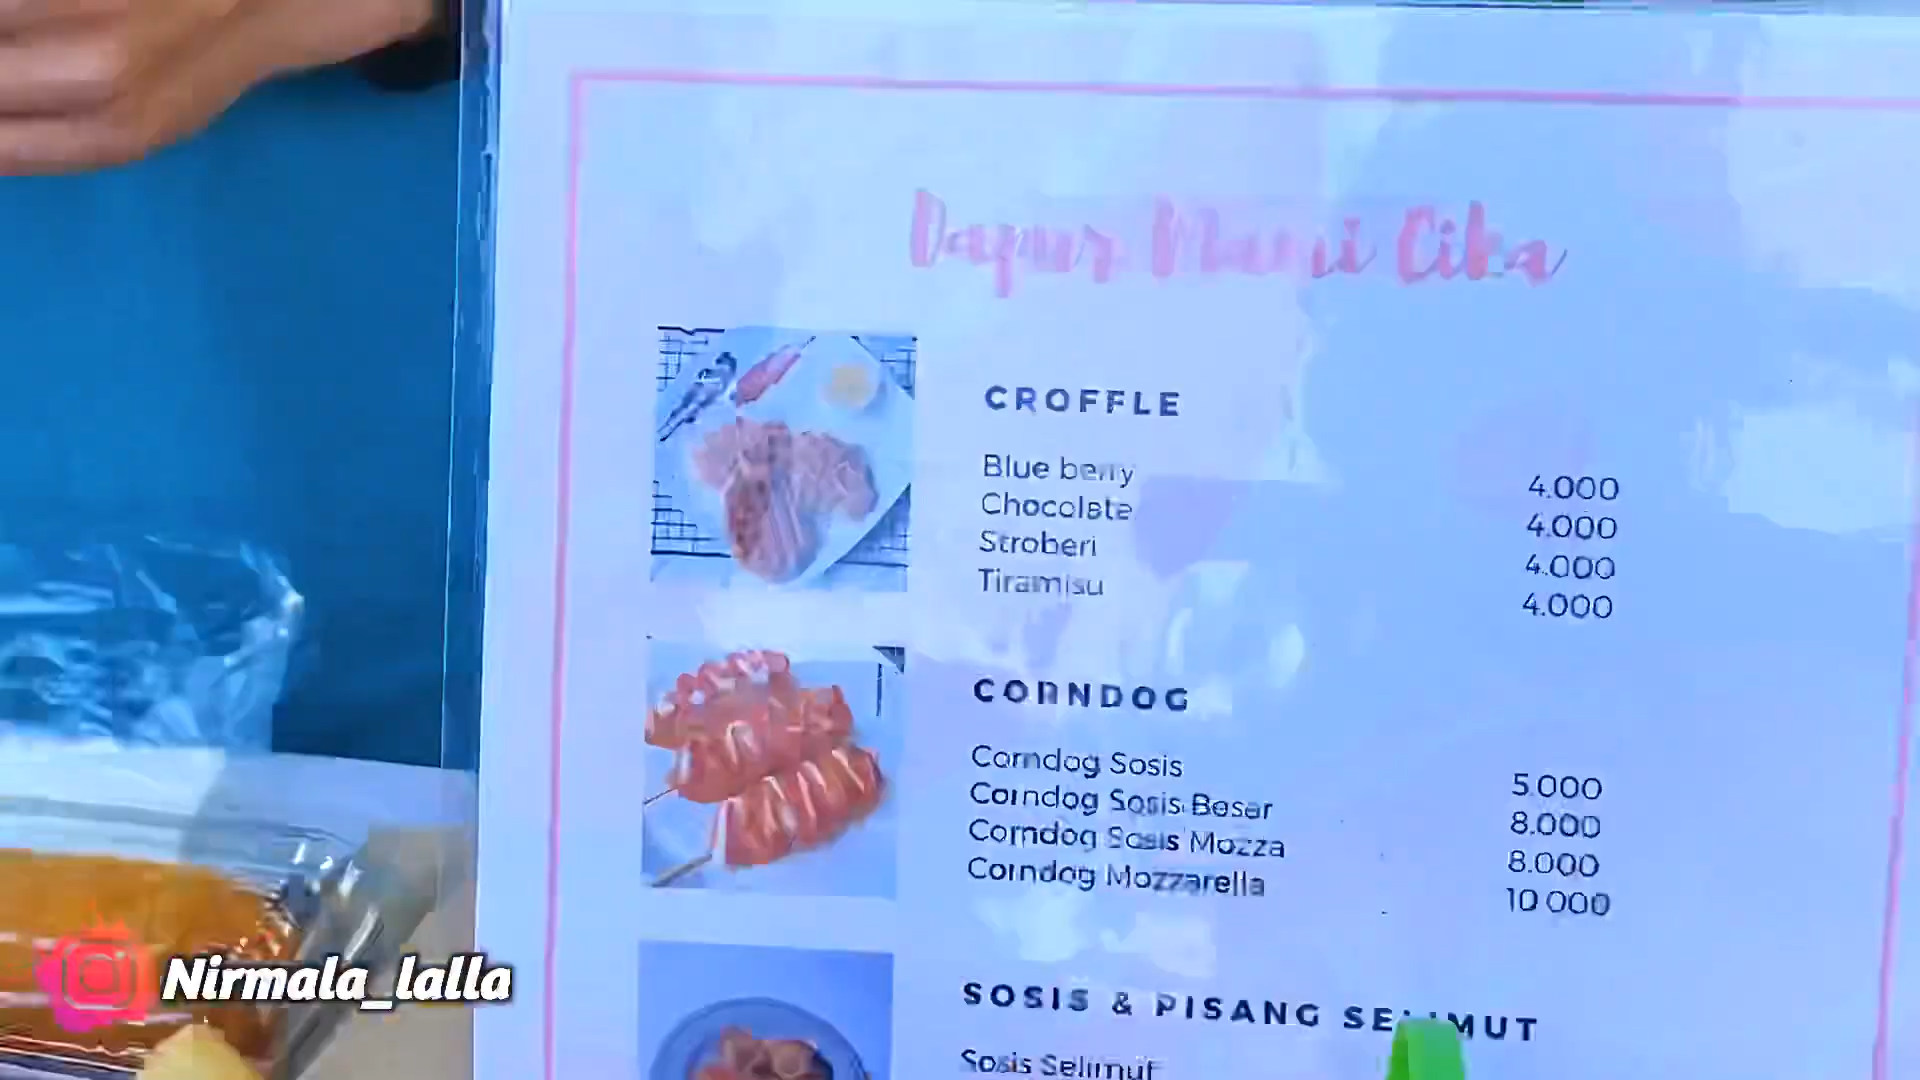 Dapur Mami Cika
CROFFLE
Blue berry 4.000
Chocolate 4.000
Stroberi 4.000
Tiramisu 4.000
CORNDOG
Corndog Sosis 5.000
Corndog Sosis Besar 8.000
Corndog Sosis Mozza 8.000
Corndog Mozzarella 10 000
SOSIS & PISANG SELIMUT
Sosis Selimut
Nirmala_lalla